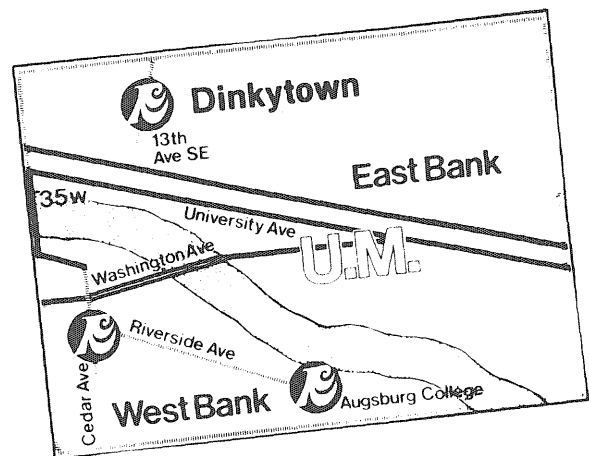 Dinkytown
13th
Ave SE
East Bank
35w
University Ave
Washington Ave
U.M.
Riverside Ave
Cedar Ave
West Bank
Augsburg College